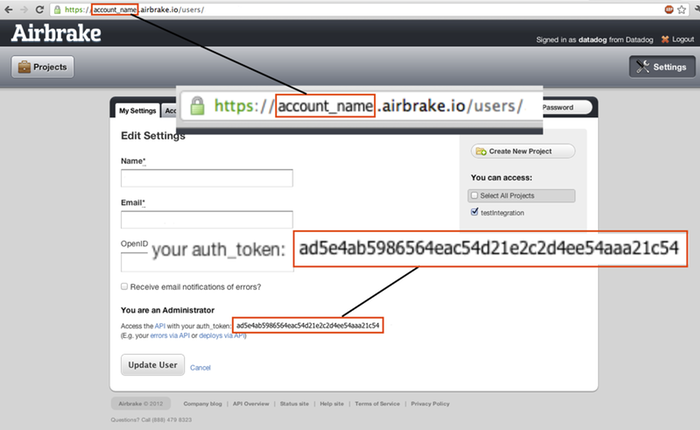 https://account_name.airbrake.io/users/
Airbrake
Signed in as datadog from Datadog Logout
Projects
Settings
https://account_name.airbrake.io/users/
My Settings
Password
Edit Settings
Create New Project
Name*
You can access:
Select All Projects
Email*
testIntegration
OpenID
your auth_token: ad5e4ab5986564eac54d21e2c2d4ee54aaa21c54
Receive email notifications of errors?
You are an Administrator
Access the API with your auth_token: ad5e4ab5986564eac54d21e2c2d4ee54aaa21c54
(E.g. your errors via API or deploys via API)
Update User Cancel
Airbrake © 2012 Company blog | API Overview | Status site | Help site | Terms of Service | Privacy Policy
Questions? Call (888) 479 8323